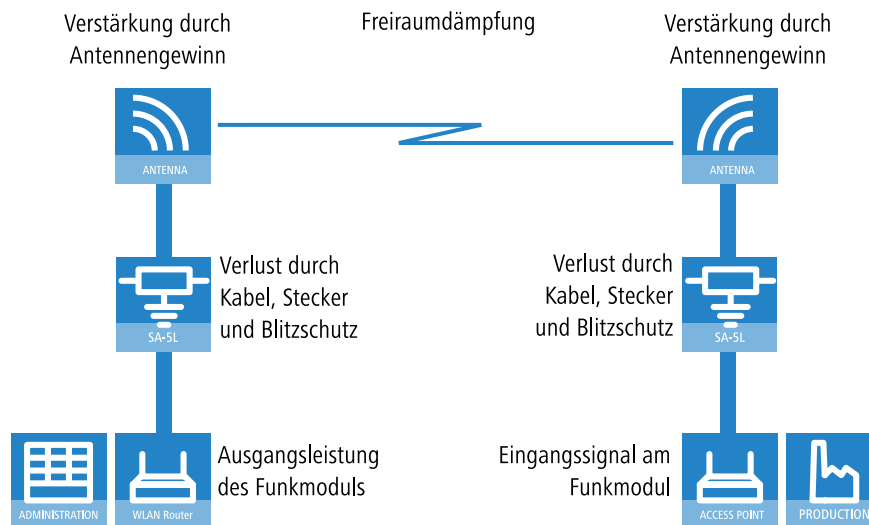 Verstärkung durch
Antennengewinn
Freiraumdämpfung
Verstärkung durch
Antennengewinn
ANTENNA
ANTENNA
Verlust durch
Kabel, Stecker
und Blitzschutz
SA-5L
Verlust durch
Kabel, Stecker
und Blitzschutz
SA-5L
Ausgangsleistung
des Funkmoduls
ADMINISTRATION
WLAN Router
Eingangssignal am
Funkmodul
ACCESS POINT
PRODUCTION